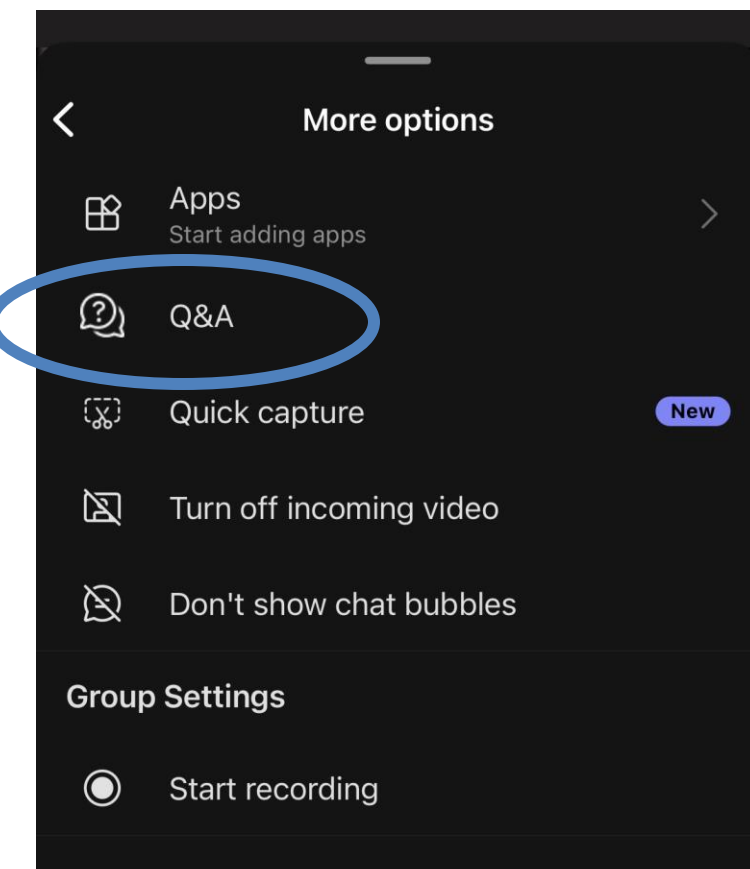 More options
Apps
Start adding apps
Q&A
Quick capture
New
Turn off incoming video
Don't show chat bubbles
Group Settings
Start recording